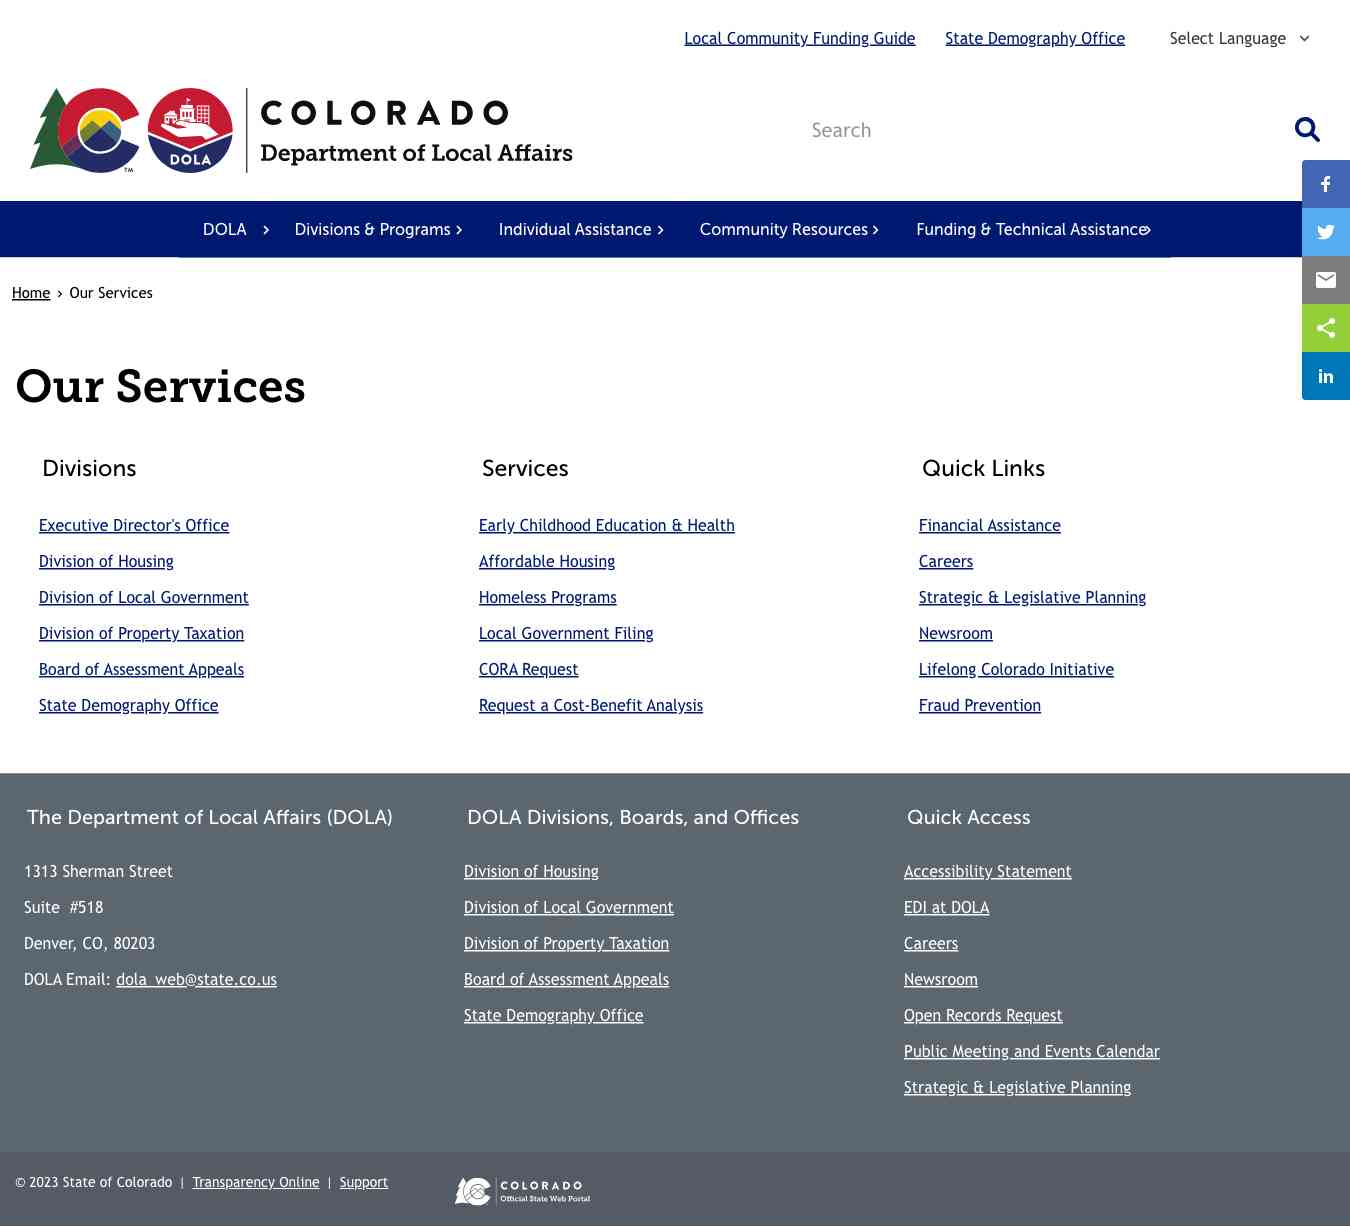 Local Community Funding Guide State Demography Office Select Language
COLORADO
Department of Local Affairs
DOLA
TM
Search
DOLA Divisions & Programs Individual Assistance Community Resources Funding & Technical Assistance
Home › Our Services
Our Services
Divisions
Executive Director's Office
Division of Housing
Division of Local Government
Division of Property Taxation
Board of Assessment Appeals
State Demography Office
Services
Early Childhood Education & Health
Affordable Housing
Homeless Programs
Local Government Filing
CORA Request
Request a Cost-Benefit Analysis
Quick Links
Financial Assistance
Careers
Strategic & Legislative Planning
Newsroom
Lifelong Colorado Initiative
Fraud Prevention
The Department of Local Affairs (DOLA)
1313 Sherman Street
Suite #518
Denver, CO, 80203
DOLA Email: dola_web@state.co.us
DOLA Divisions, Boards, and Offices
Division of Housing
Division of Local Government
Division of Property Taxation
Board of Assessment Appeals
State Demography Office
Quick Access
Accessibility Statement
EDI at DOLA
Careers
Newsroom
Open Records Request
Public Meeting and Events Calendar
Strategic & Legislative Planning
© 2023 State of Colorado | Transparency Online | Support
COLORADO
Official State Web Portal